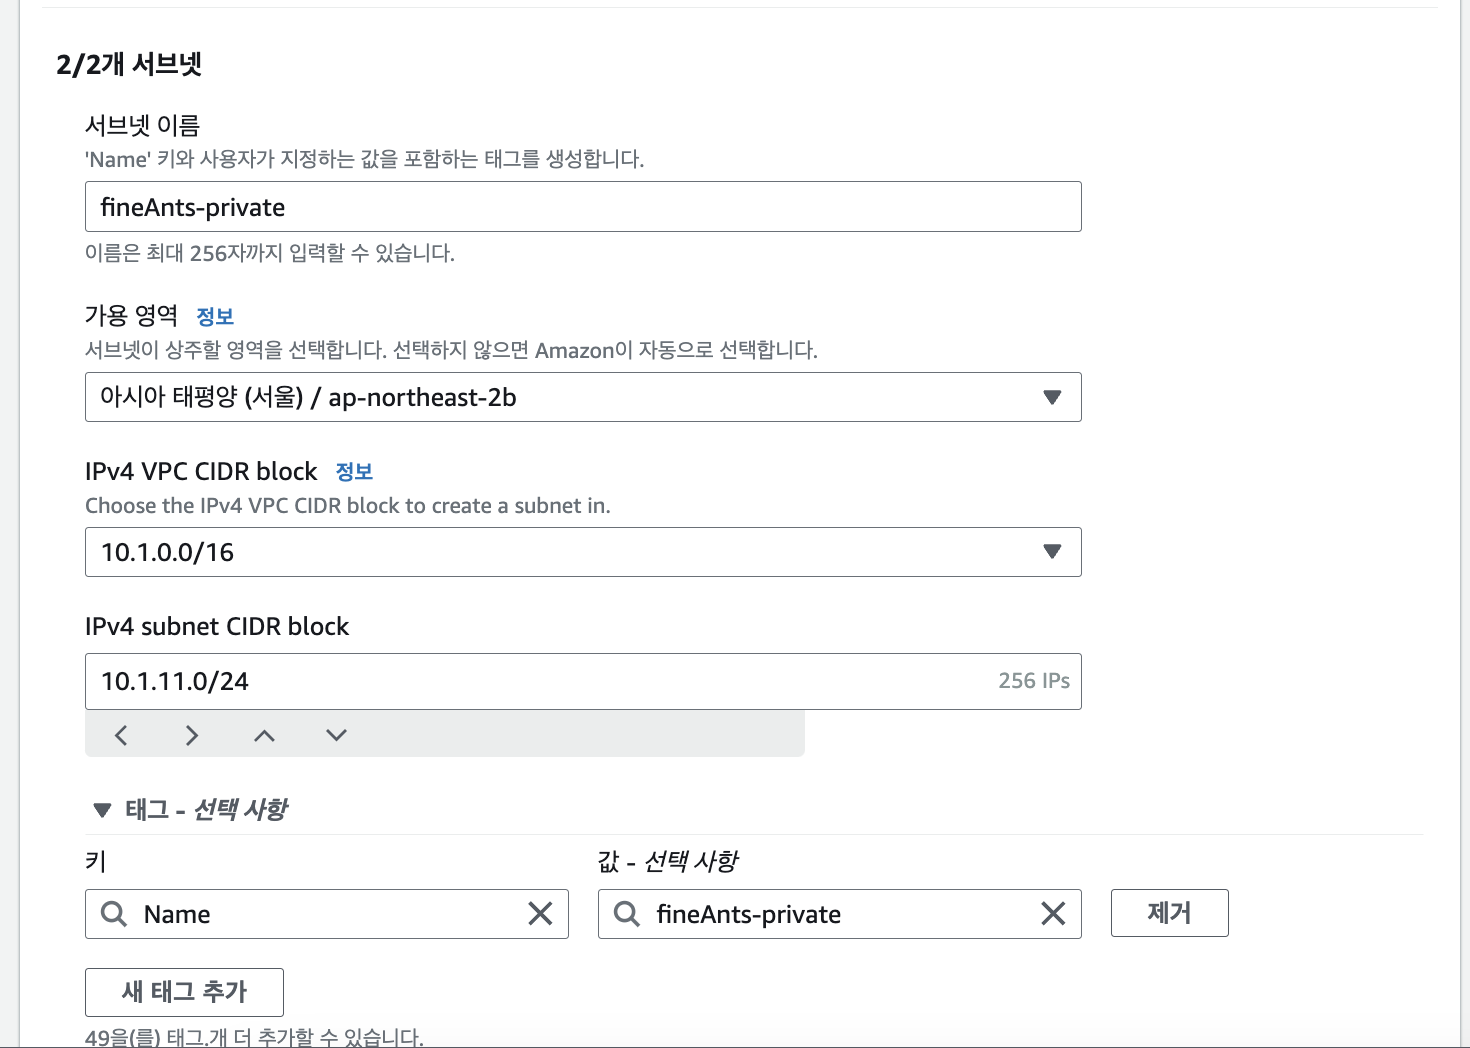 2/2개 서브넷
서브넷 이름
'Name' 키와 사용자가 지정하는 값을 포함하는 태그를 생성합니다.
fineAnts-private
이름은 최대 256자까지 입력할 수 있습니다.
가용 영역 정보
서브넷이 상주할 영역을 선택합니다. 선택하지 않으면 Amazon이 자동으로 선택합니다.
아시아 태평양 (서울) / ap-northeast-2b
IPv4 VPC CIDR block 정보
Choose the IPv4 VPC CIDR block to create a subnet in.
10.1.0.0/16
IPv4 subnet CIDR block
10.1.11.0/24 256 IPs
태그 - 선택 사항
키 값 - 선택 사항
Name fineAnts-private 제거
새 태그 추가
49을(를) 태그.개 더 추가할 수 있습니다.